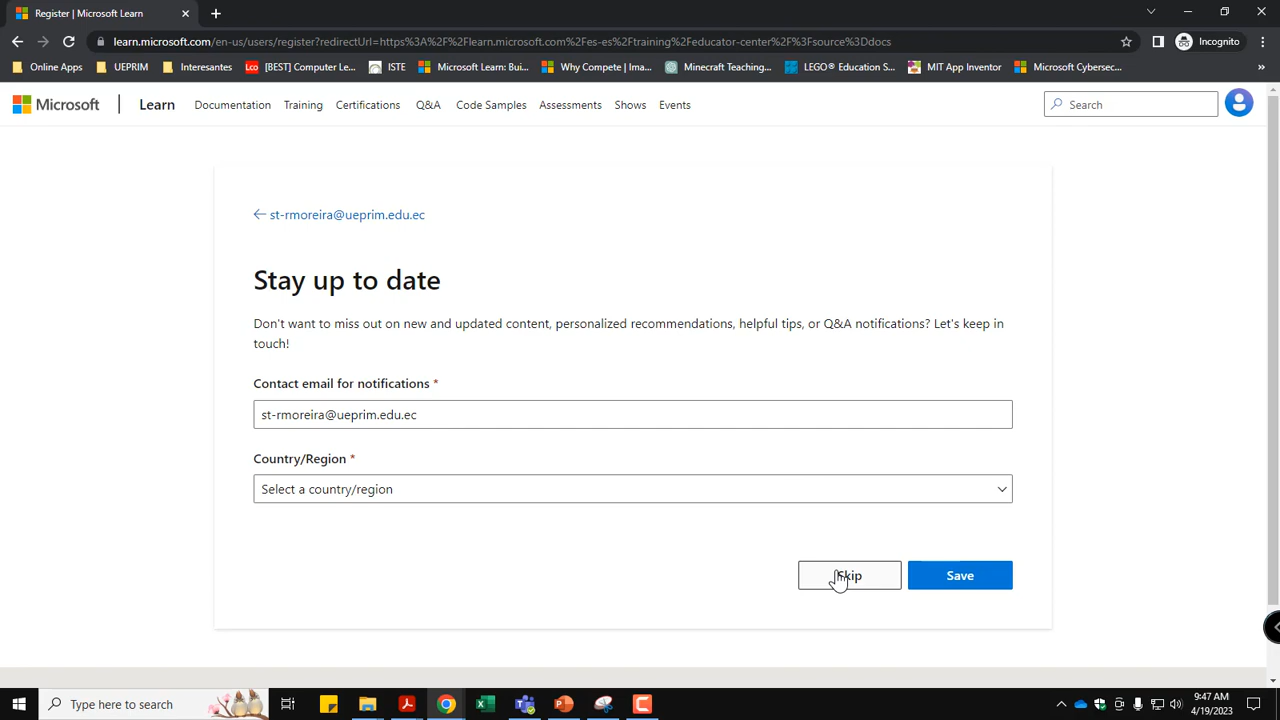 Register | Microsoft Learn
learn.microsoft.com/en-us/users/register?redirectUrl=https%3A%2F%2Flearn.microsoft.com%2Fes-es%2Ftraining%2Feducator-center%2F%3Fsource%3Ddocs
Incognito
Online Apps UEPRIM Interesantes [BEST] Computer Le... ISTE Microsoft Learn: Bui... Why Compete | Ima... Minecraft Teaching... LEGO® Education S... MIT App Inventor Microsoft Cybersec...
Microsoft Learn Documentation Training Certifications Q&A Code Samples Assessments Shows Events Search
← st-rmoreira@ueprim.edu.ec
Stay up to date
Don't want to miss out on new and updated content, personalized recommendations, helpful tips, or Q&A notifications? Let's keep in
touch!
Contact email for notifications *
st-rmoreira@ueprim.edu.ec
Country/Region *
Select a country/region
Skip Save
Type here to search
9:47 AM
4/19/2023